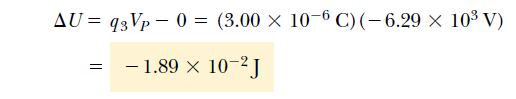 ΔU = q₃V_P − 0 = (3.00 × 10⁻⁶ C)(−6.29 × 10³ V)
= −1.89 × 10⁻² J